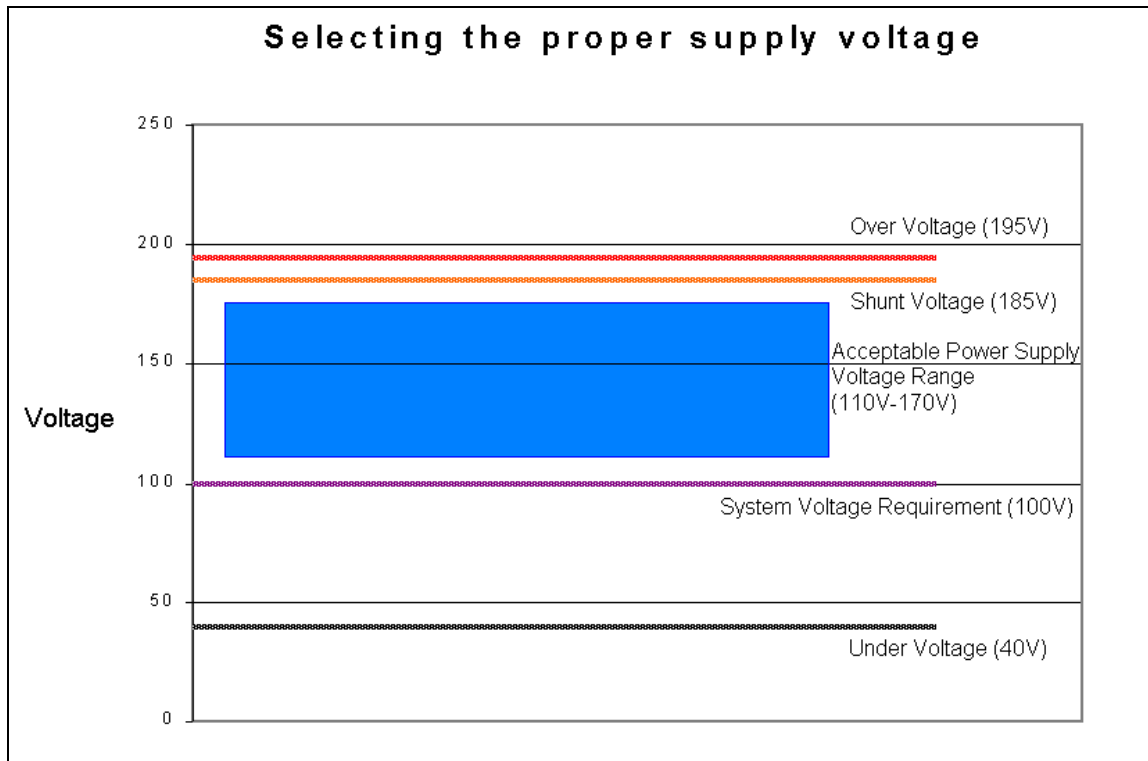 Selecting the proper supply voltage
250
200
150
100
50
0
Voltage
Over Voltage (195V)
Shunt Voltage (185V)
Acceptable Power Supply
Voltage Range
(110V-170V)
System Voltage Requirement (100V)
Under Voltage (40V)